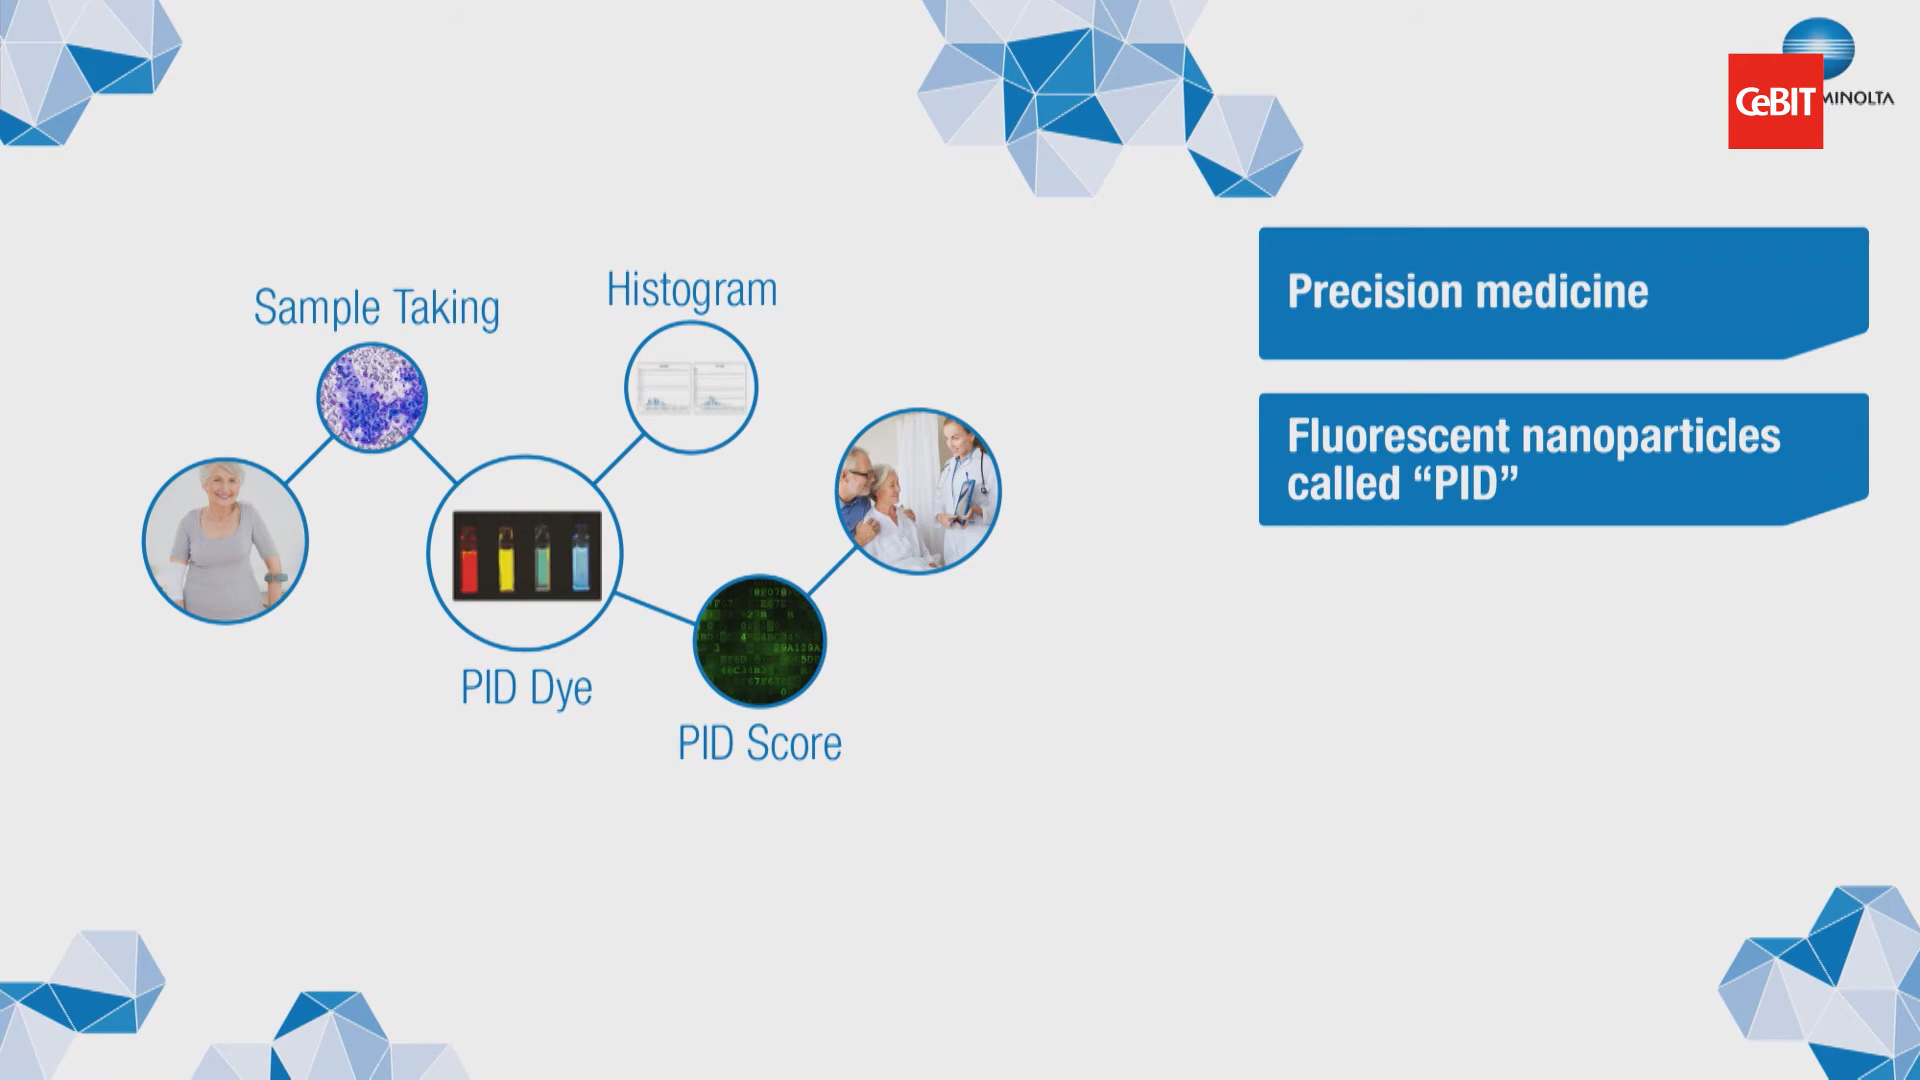 CeBIT
MINOLTA
Sample Taking
Histogram
PID Dye
PID Score
Precision medicine
Fluorescent nanoparticles
called “PID”